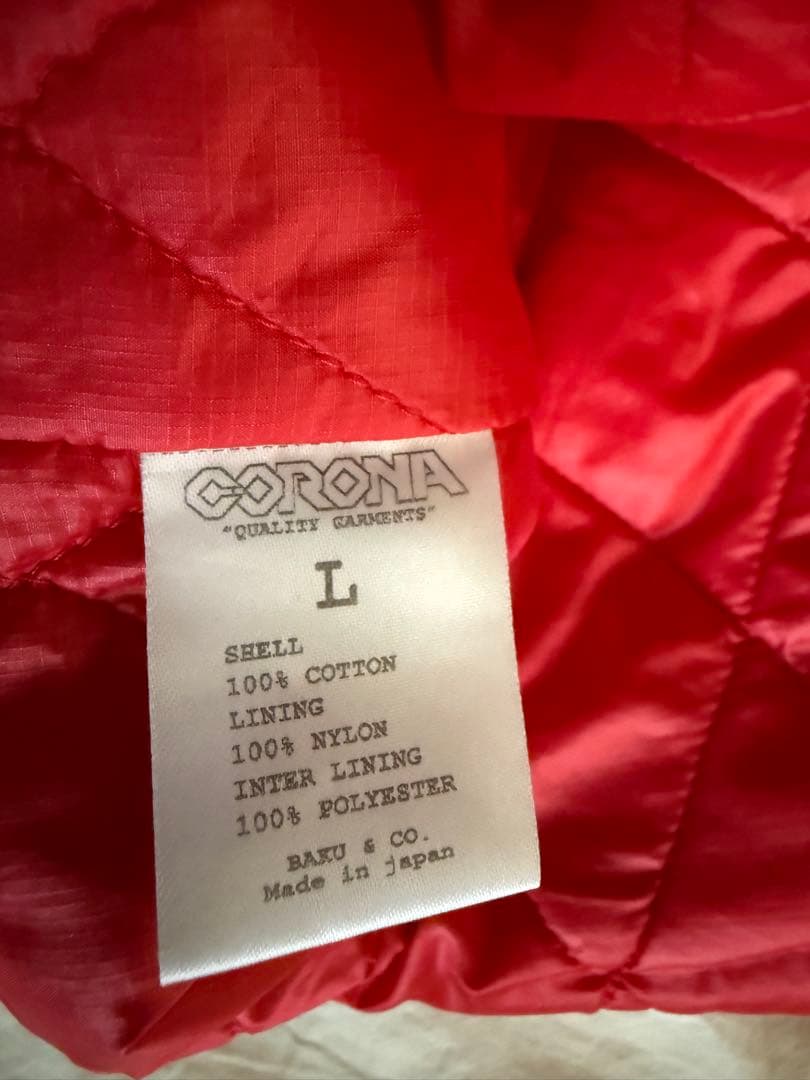 CORONA
"QUALITY GARMENTS"
L
SHELL
100% COTTON
LINING
100% NYLON
INTER LINING
100% POLYESTER
BAKU & CO.
Made in japan